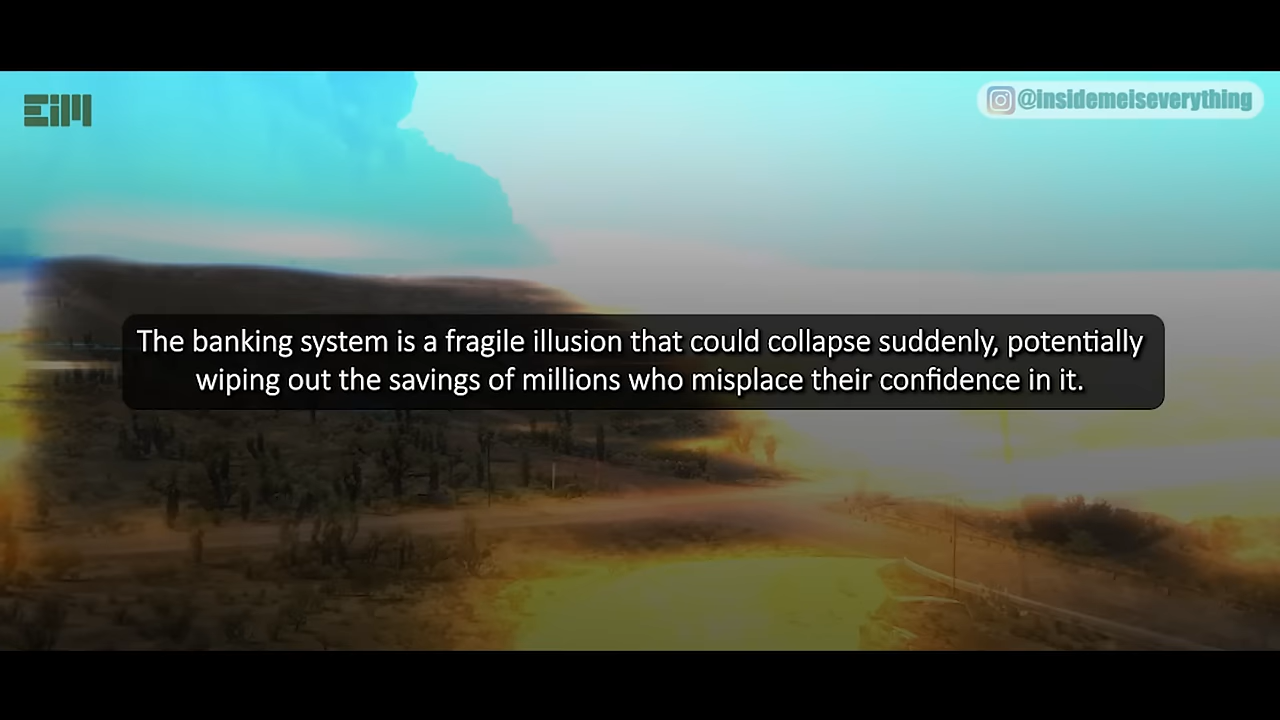 EiM
@insidemeiseverything
The banking system is a fragile illusion that could collapse suddenly, potentially
wiping out the savings of millions who misplace their confidence in it.